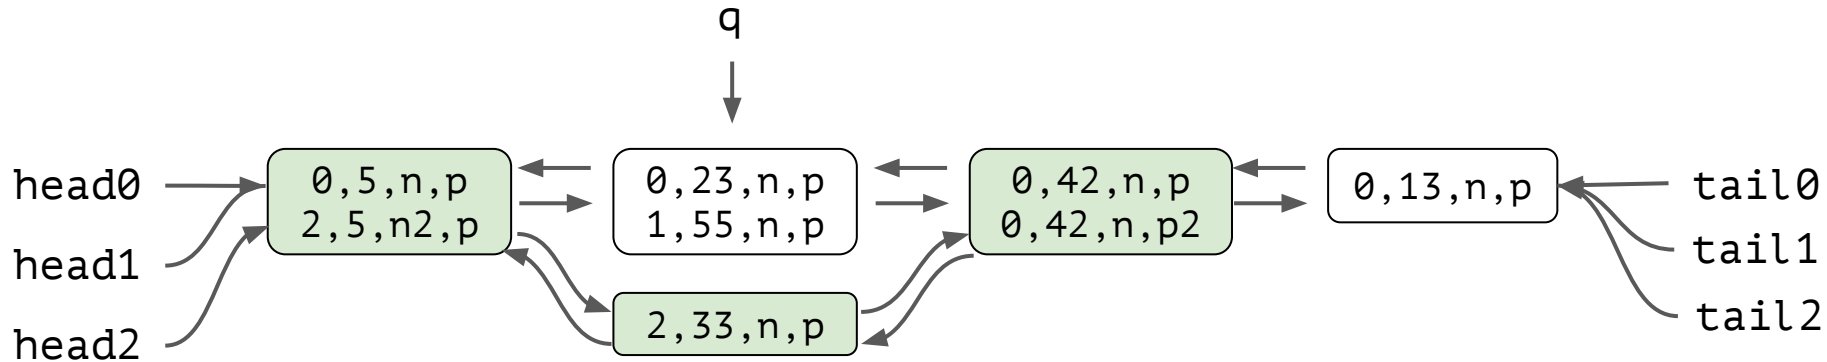 q
head0
head1
head2
0,5,n,p
2,5,n2,p
0,23,n,p
1,55,n,p
2,33,n,p
0,42,n,p
0,42,n,p2
0,13,n,p
tail0
tail1
tail2